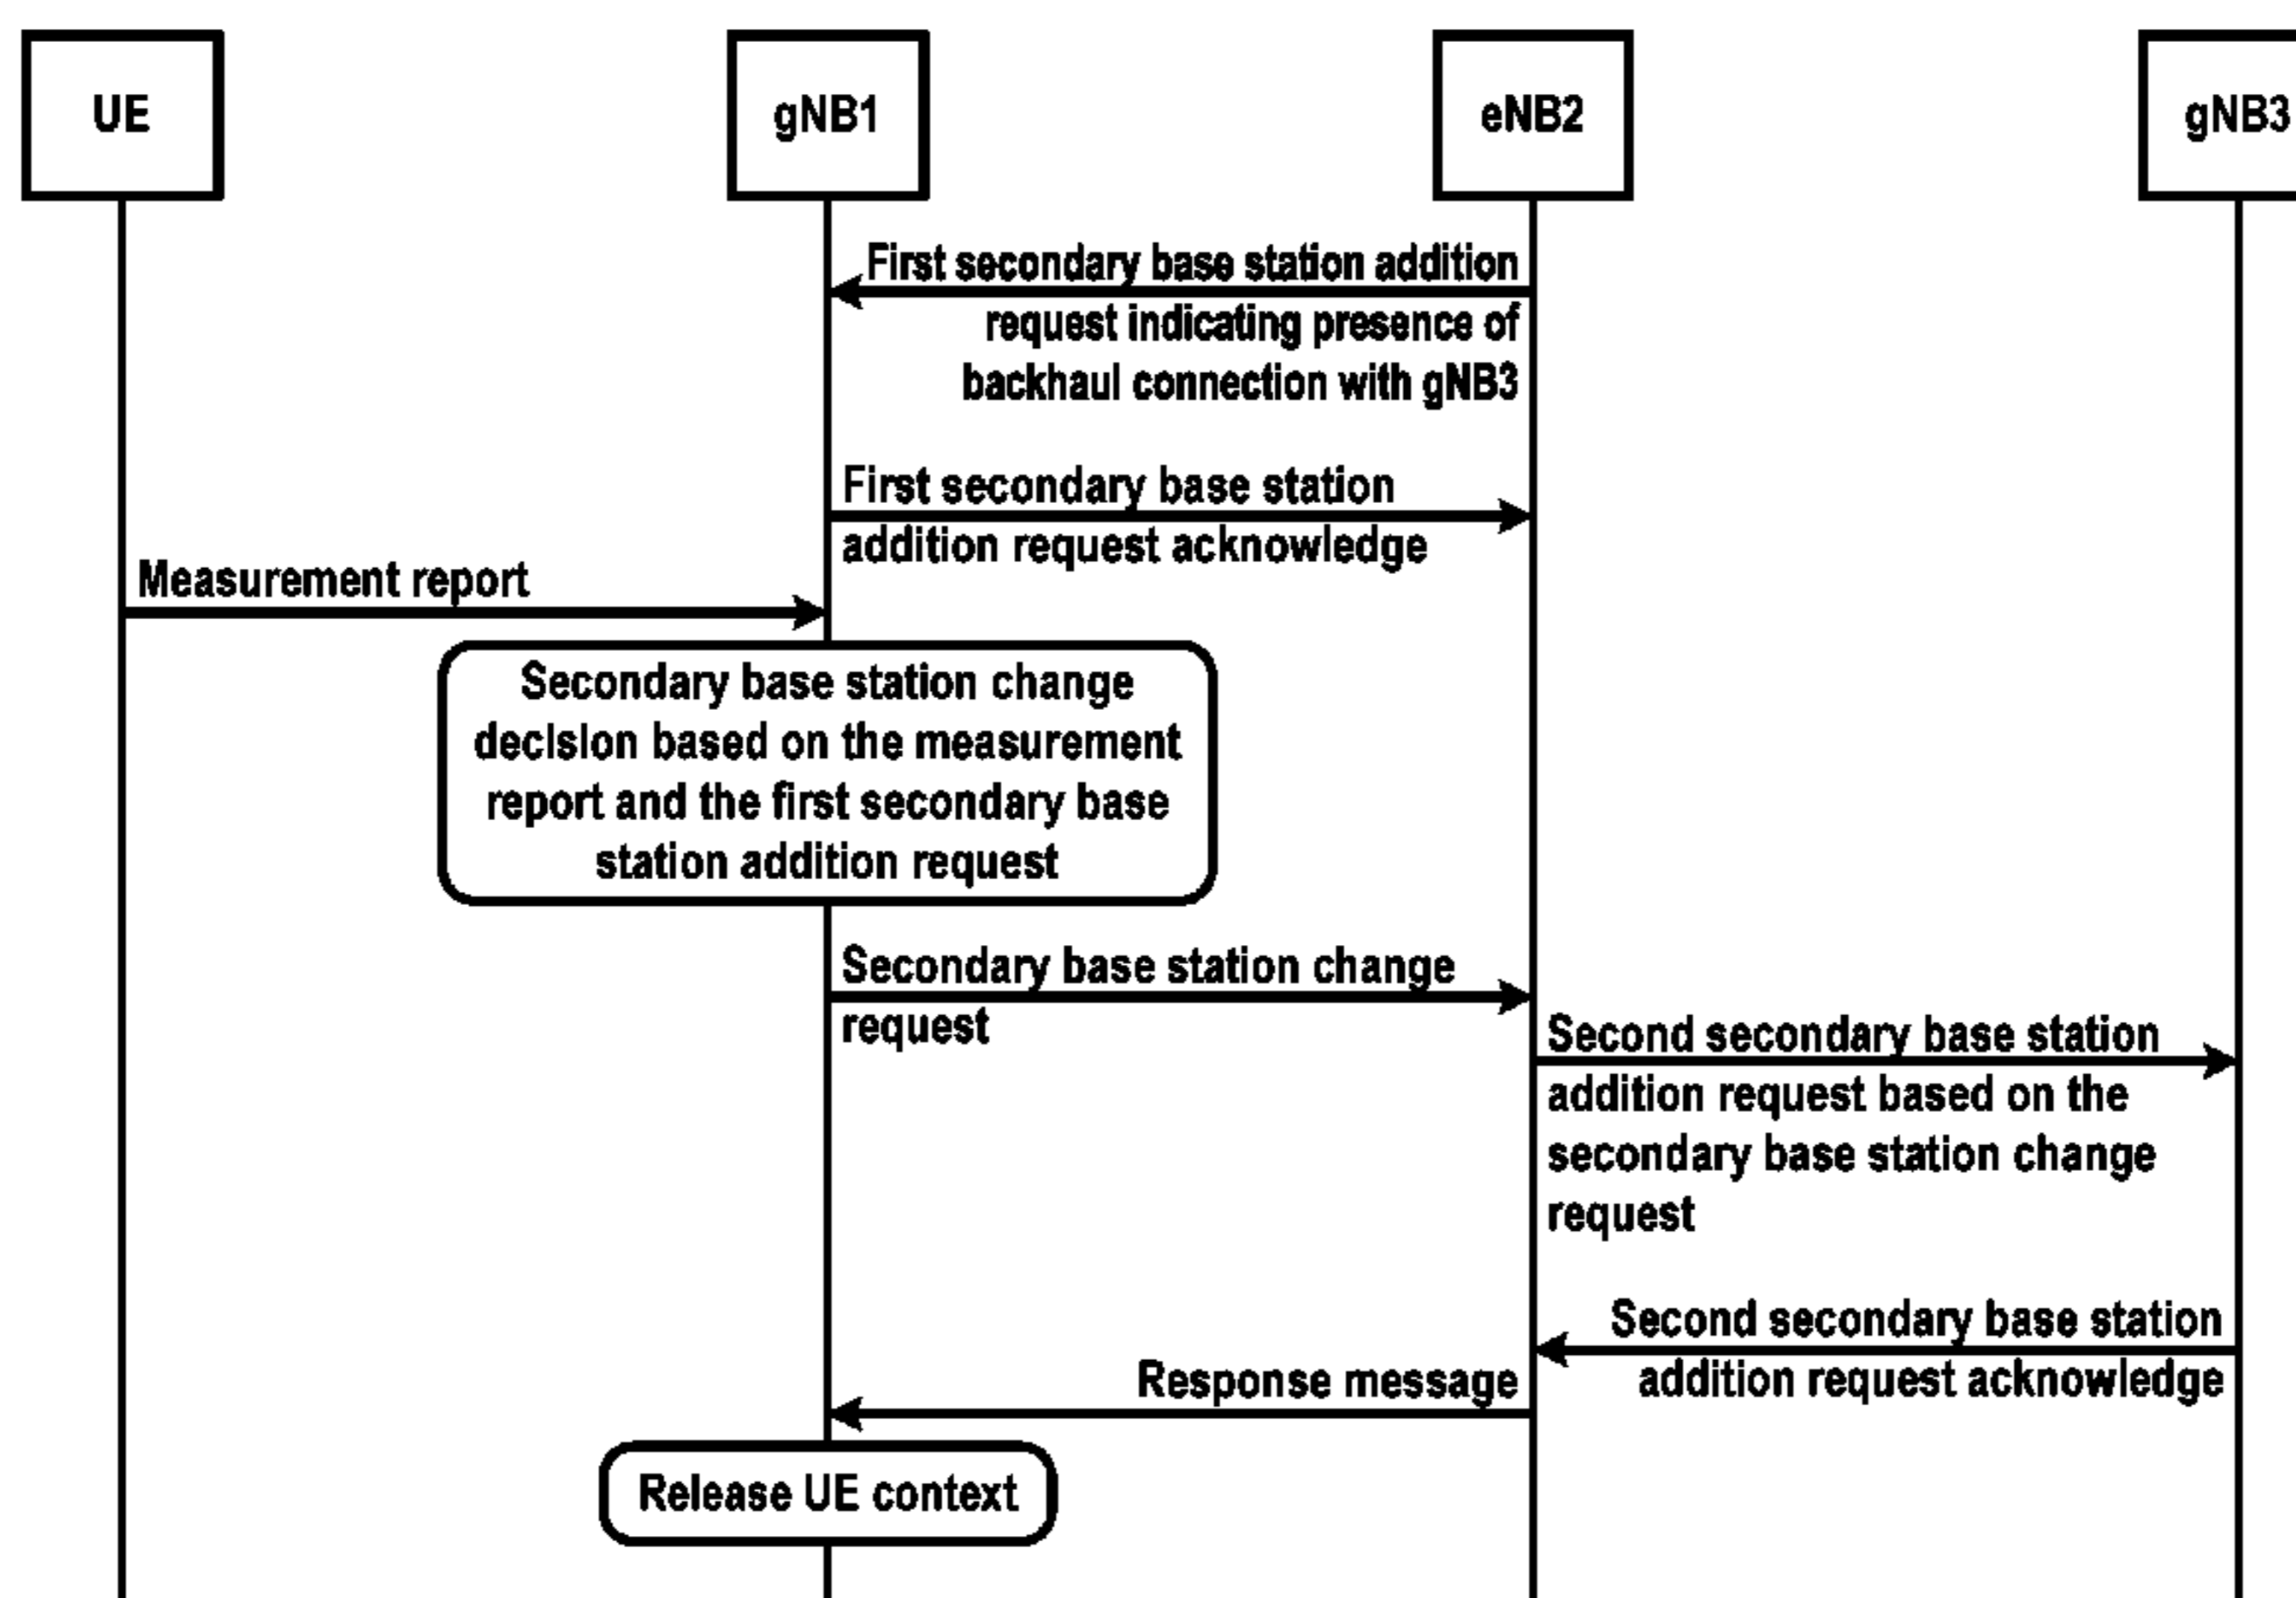 UE
gNB1
eNB2
gNB3
First secondary base station addition
request indicating presence of
backhaul connection with gNB3
First secondary base station
addition request acknowledge
Measurement report
Secondary base station change
decision based on the measurement
report and the first secondary base
station addition request
Secondary base station change
request
Second secondary base station
addition request based on the
secondary base station change
request
Second secondary base station
addition request acknowledge
Response message
Release UE context